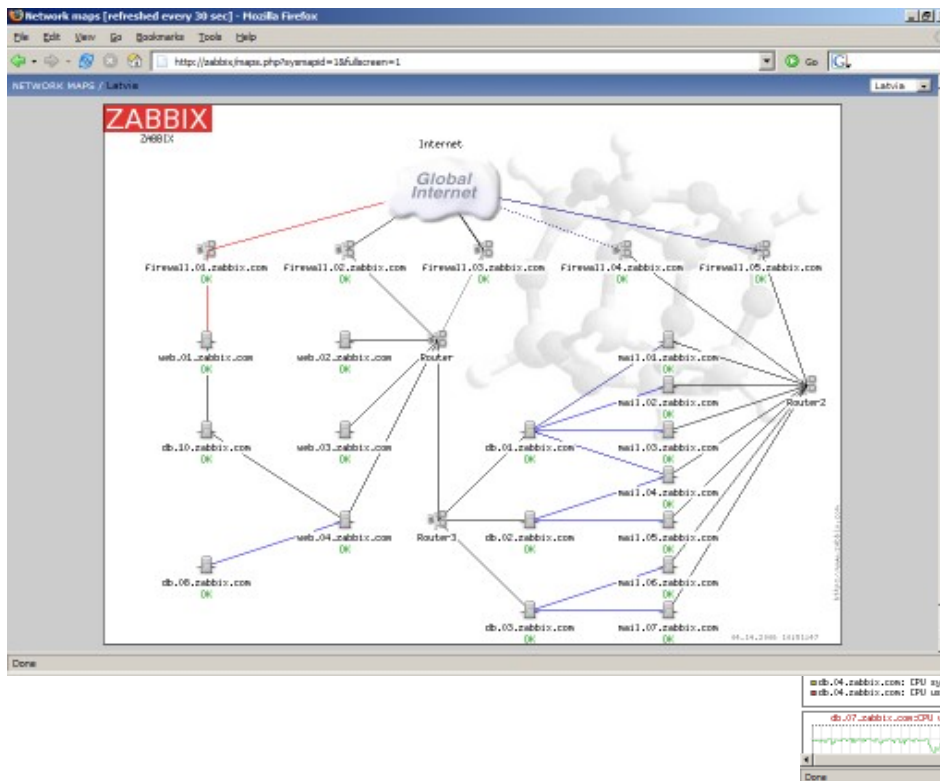 Network maps [refreshed every 30 sec] - Mozilla Firefox
File Edit View Go Bookmarks Tools Help
http://zabbix/maps.php?sysmapid=1&fullscreen=1
Go
G
NETWORK MAPS / Latvia
Latvia
ZABBIX
ZABBIX
Internet
Global
Internet
firewall.01.zabbix.com firewall.02.zabbix.com firewall.03.zabbix.com firewall.04.zabbix.com firewall.05.zabbix.com
OK OK OK OK OK
web.01.zabbix.com web.02.zabbix.com Router mail.01.zabbix.com
OK OK OK
mail.02.zabbix.com Router2
OK
db.10.zabbix.com web.03.zabbix.com db.01.zabbix.com mail.03.zabbix.com
OK OK OK OK
mail.04.zabbix.com
OK
web.04.zabbix.com Router3 db.02.zabbix.com mail.05.zabbix.com
OK OK OK
db.08.zabbix.com mail.06.zabbix.com
OK OK
db.03.zabbix.com mail.07.zabbix.com
OK OK
http://www.zabbix.com
Done
db.04.zabbix.com: CPU sy
db.04.zabbix.com: CPU us
db.07.zabbix.com:CPU
Done